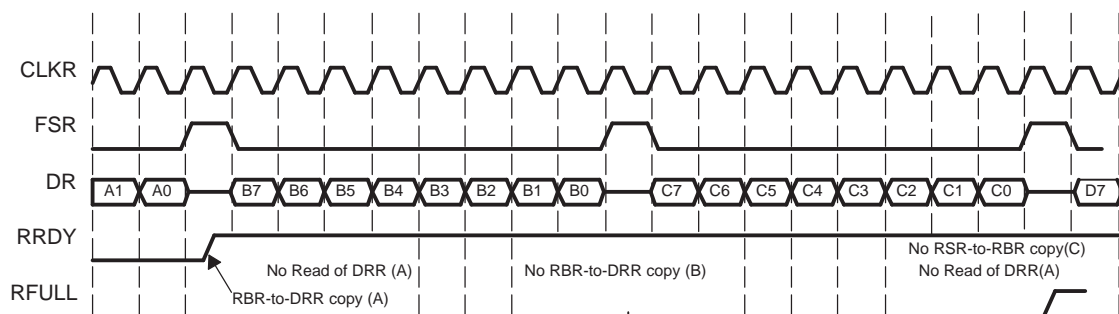 CLKR
FSR
DR A1 A0 B7 B6 B5 B4 B3 B2 B1 B0 C7 C6 C5 C4 C3 C2 C1 C0 D7
RRDY
No RSR-to-RBR copy(C)
No Read of DRR (A) No RBR-to-DRR copy (B) No Read of DRR(A)
RFULL RBR-to-DRR copy (A)